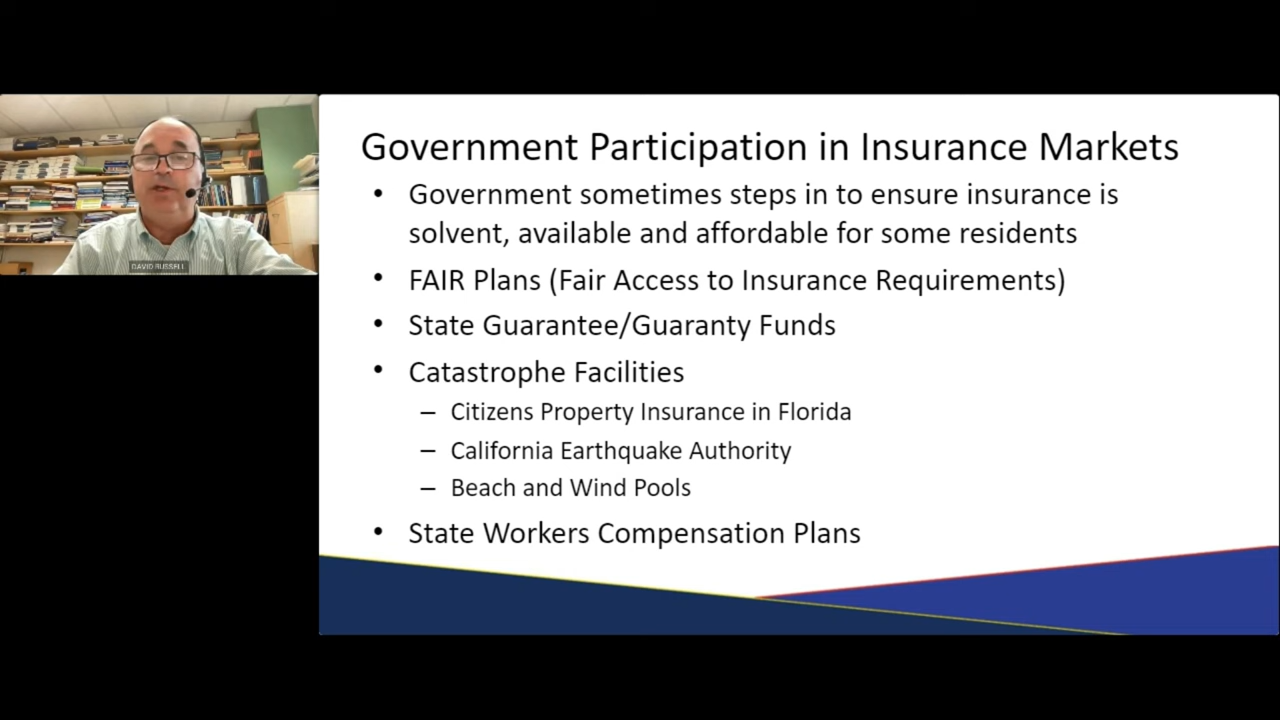 DAVID RUSSELL
Government Participation in Insurance Markets
• Government sometimes steps in to ensure insurance is
solvent, available and affordable for some residents
• FAIR Plans (Fair Access to Insurance Requirements)
• State Guarantee/Guaranty Funds
• Catastrophe Facilities
– Citizens Property Insurance in Florida
– California Earthquake Authority
– Beach and Wind Pools
• State Workers Compensation Plans